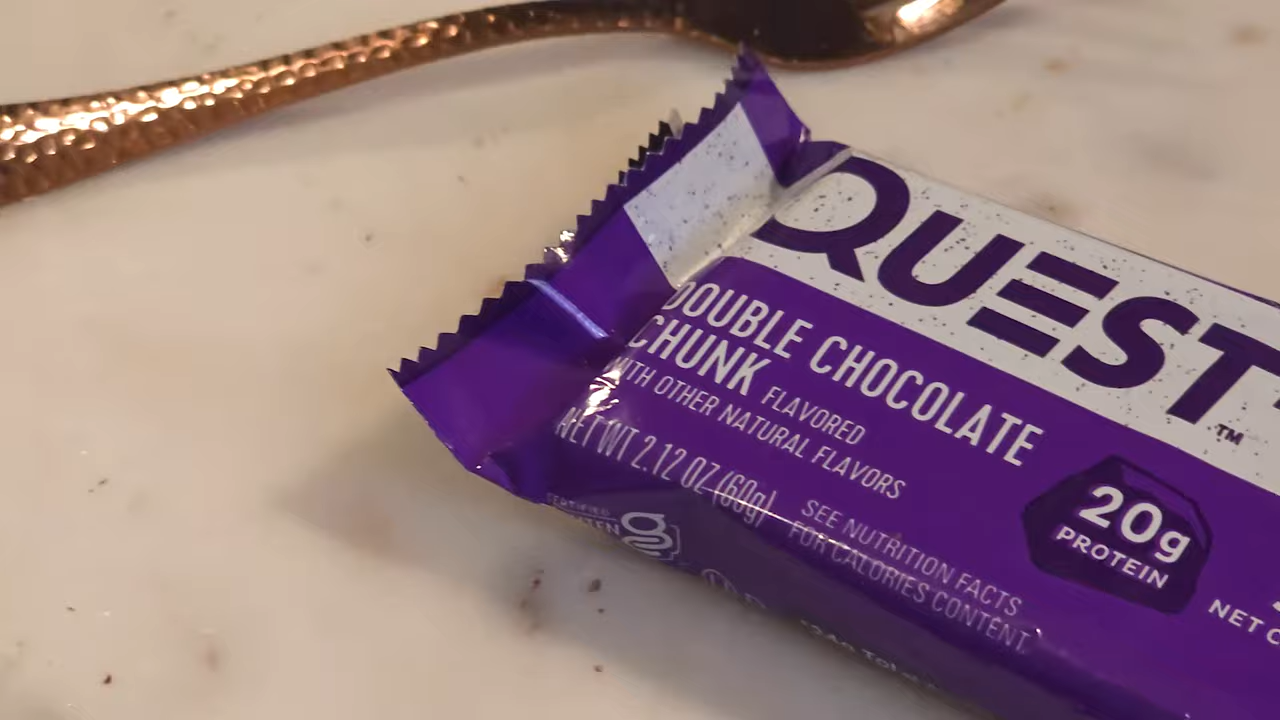 QUEST
™
DOUBLE CHOCOLATE
CHUNK FLAVORED
WITH OTHER NATURAL FLAVORS
NET WT 2.12 OZ (60g)
SEE NUTRITION FACTS
FOR CALORIES CONTENT.
20g
PROTEIN
NET
CERTIFIED